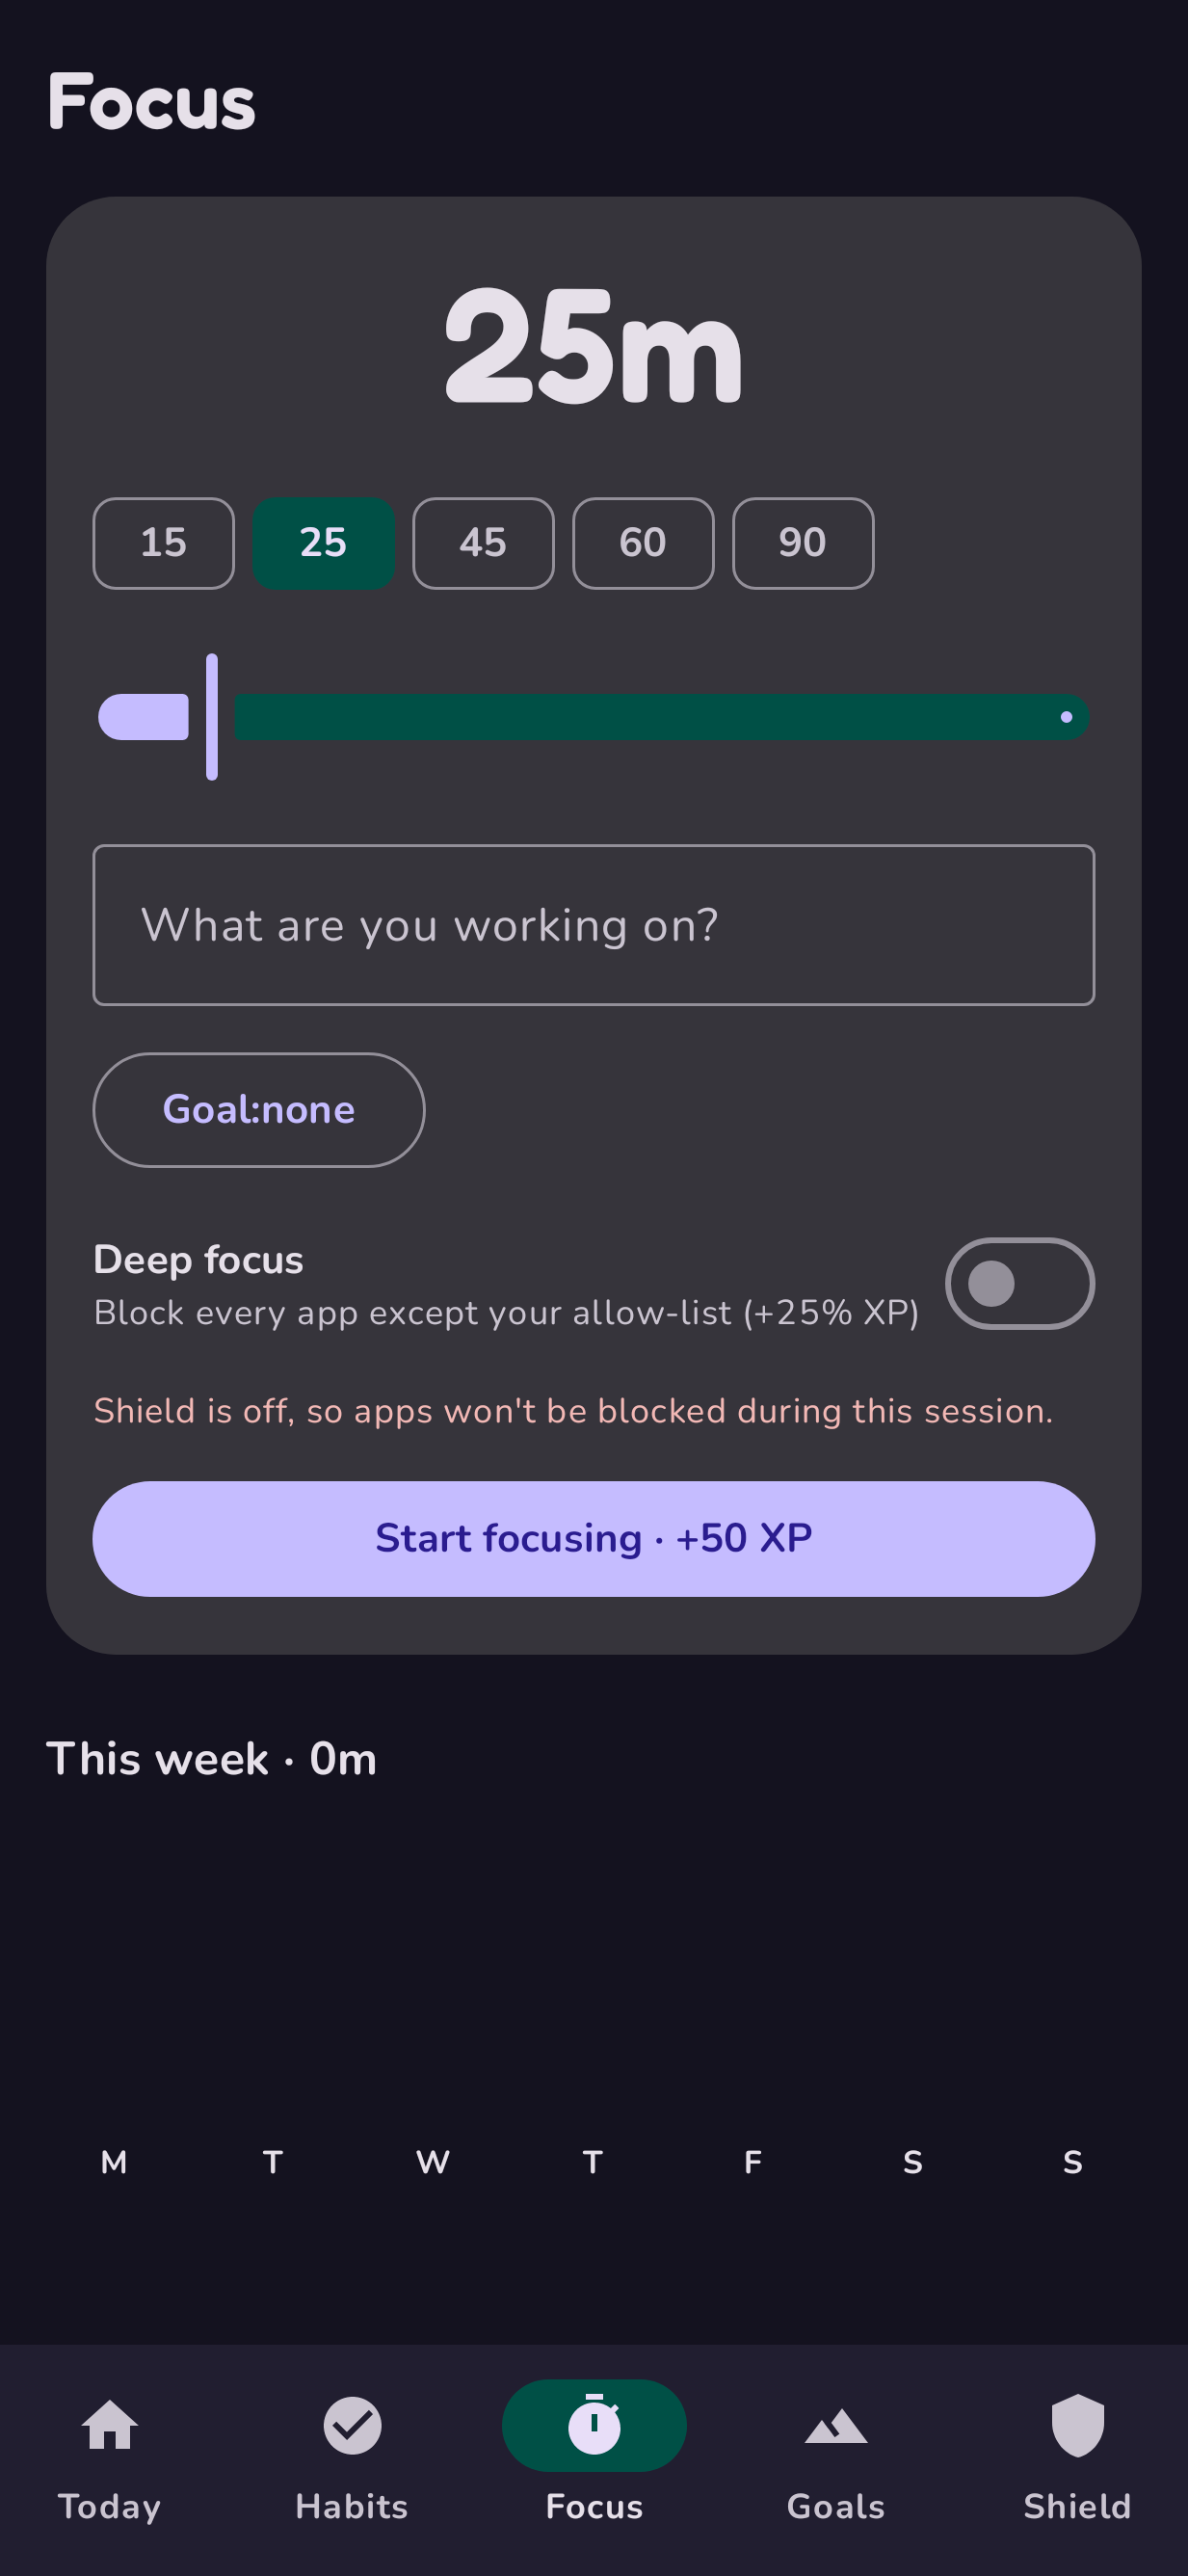 Focus
25m
15 25 45 60 90
What are you working on?
Goal:none
Deep focus
Block every app except your allow-list (+25% XP)
Shield is off, so apps won't be blocked during this session.
Start focusing · +50 XP
This week · 0m
M T W T F S S
Today Habits Focus Goals Shield